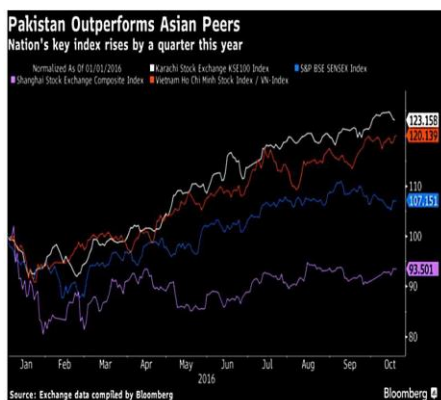 Pakistan Outperforms Asian Peers
Nation's key index rises by a quarter this year
Normalized As Of 01/01/2016 Karachi Stock Exchange KSE100 Index S&P BSE SENSEX Index
Shanghai Stock Exchange Composite Index Vietnam Ho Chi Minh Stock Index / VN-Index
123.158
120.139
110
107.151
100
93.501
90
80
Jan Feb Mar Apr May Jun Jul Aug Sep Oct
2016
Source: Exchange data compiled by Bloomberg Bloomberg